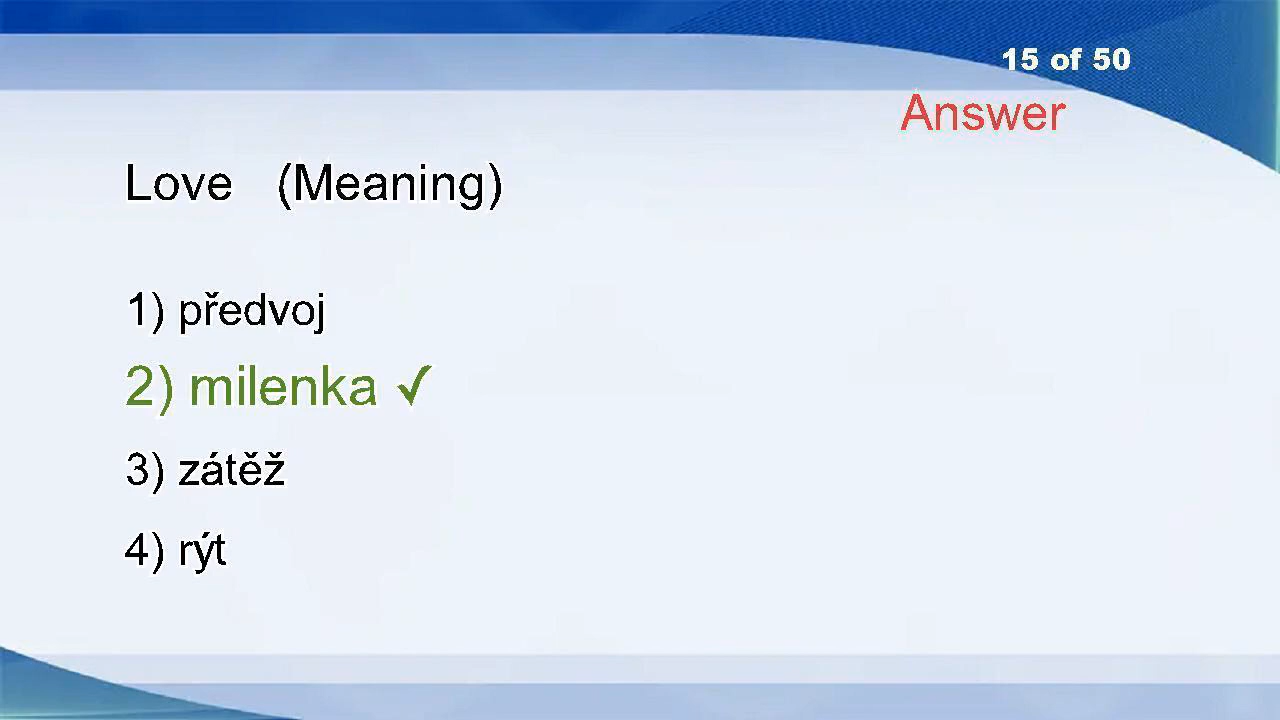 15 of 50
Answer
Love (Meaning)
1) předvoj
2) milenka ✓
3) zátěž
4) rýt